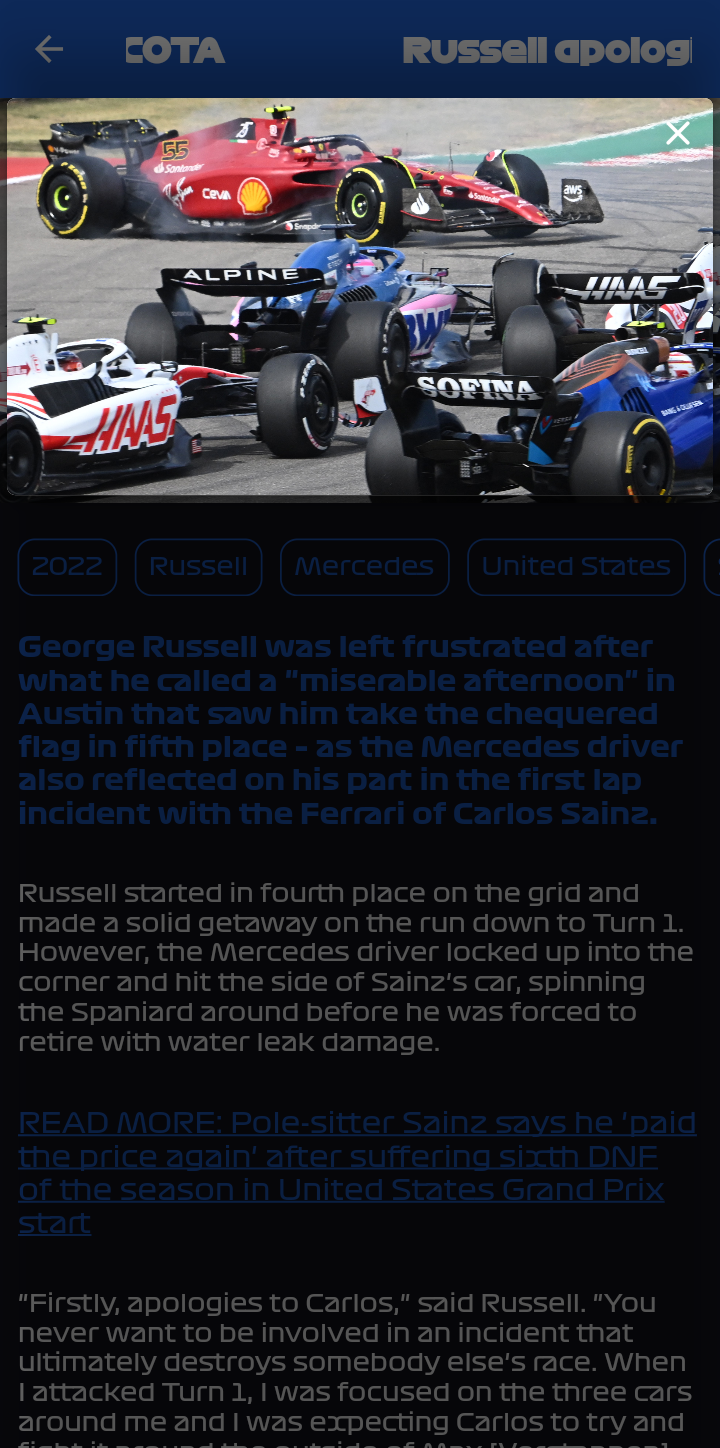 COTA
Russell apolog
55
Santander
CEVA
Snapdragon
Santander
aws
ALPINE
BWT
HAAS
HAAS
SOFINA
BANG & OLUFSEN
2022
Russell
Mercedes
United States
George Russell was left frustrated after
what he called a “miserable afternoon” in
Austin that saw him take the chequered
flag in fifth place – as the Mercedes driver
also reflected on his part in the first lap
incident with the Ferrari of Carlos Sainz.
Russell started in fourth place on the grid and
made a solid getaway on the run down to Turn 1.
However, the Mercedes driver locked up into the
corner and hit the side of Sainz’s car, spinning
the Spaniard around before he was forced to
retire with water leak damage.
READ MORE: Pole-sitter Sainz says he ‘paid
the price again’ after suffering sixth DNF
of the season in United States Grand Prix
start
“Firstly, apologies to Carlos,” said Russell. “You
never want to be involved in an incident that
ultimately destroys somebody else’s race. When
I attacked Turn 1, I was focused on the three cars
around me and I was expecting Carlos to try and